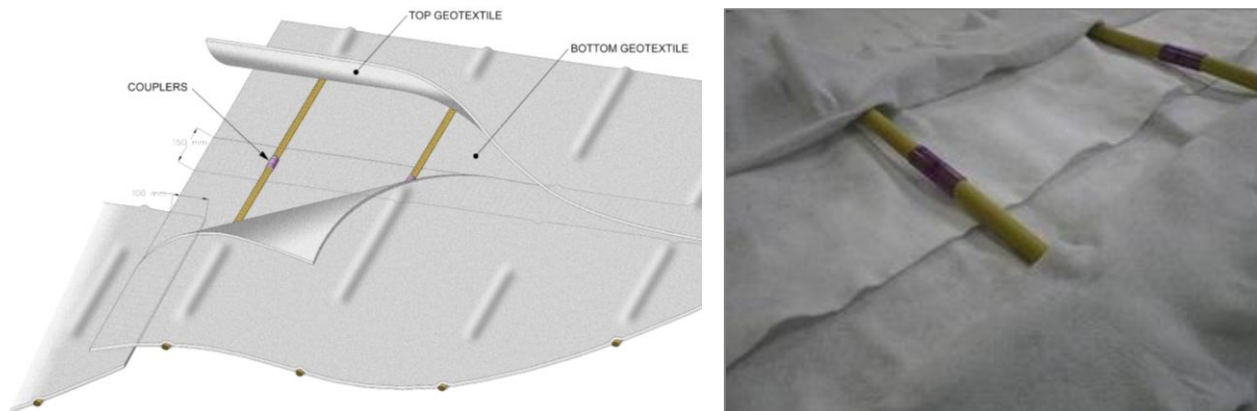 TOP GEOTEXTILE
BOTTOM GEOTEXTILE
COUPLERS
150 mm
100 mm